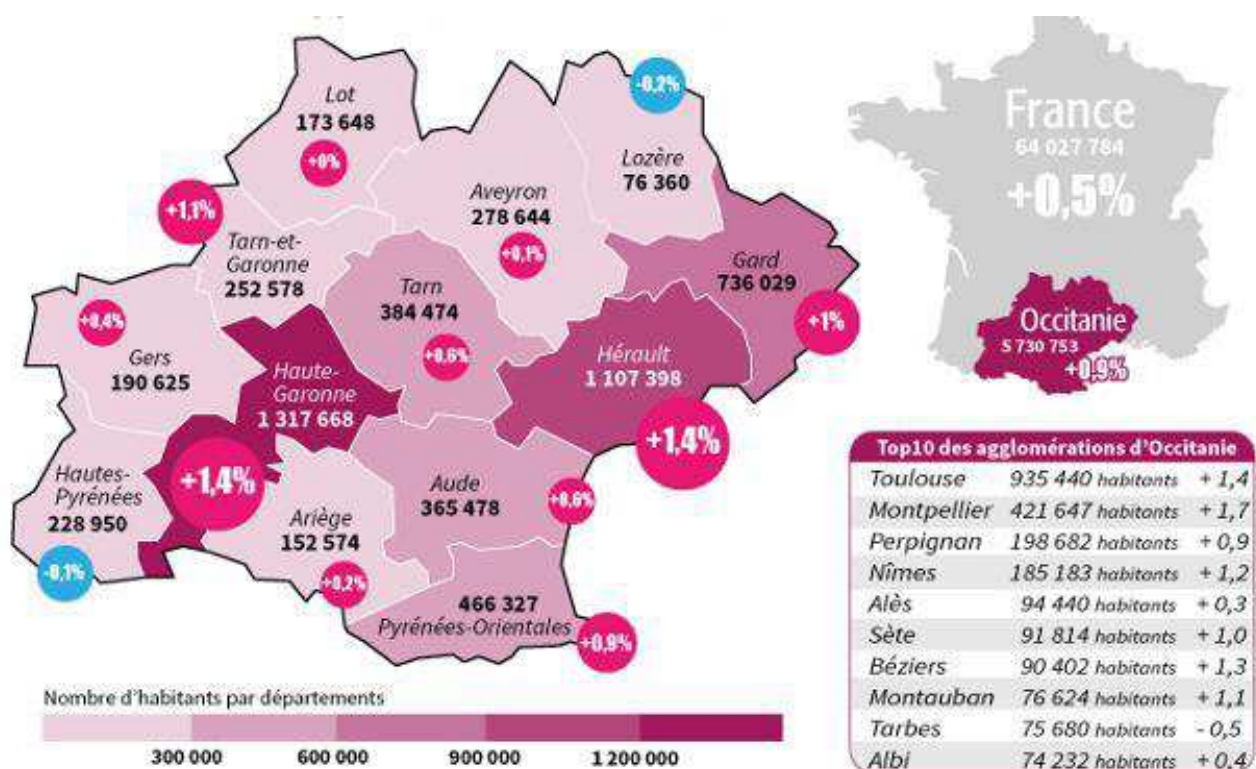 Lot
173 648
+0%
-0,2%
Lozère
76 360
Aveyron
278 644
+0,1%
+1,1%
Tarn-et-
Garonne
252 578
Tarn
384 474
+0,6%
Gard
736 029
+1%
+0,4%
Gers
190 625
Haute-
Garonne
1 317 668
+1,4%
Hérault
1 107 398
+1,4%
Hautes-
Pyrénées
228 950
-0,1%
Ariège
152 574
+0,2%
Aude
365 478
+0,6%
466 327
Pyrénées-Orientales
+0,9%
Nombre d'habitants par départements
300 000 600 000 900 000 1 200 000
France
64 027 784
+0,5%
Occitanie
5 730 753
+0,9%
Top10 des agglomérations d'Occitanie
Toulouse 935 440 habitants + 1,4
Montpellier 421 647 habitants + 1,7
Perpignan 198 682 habitants + 0,9
Nîmes 185 183 habitants + 1,2
Alès 94 440 habitants + 0,3
Sète 91 814 habitants + 1,0
Béziers 90 402 habitants + 1,3
Montauban 76 624 habitants + 1,1
Tarbes 75 680 habitants - 0,5
Albi 74 232 habitants + 0,4